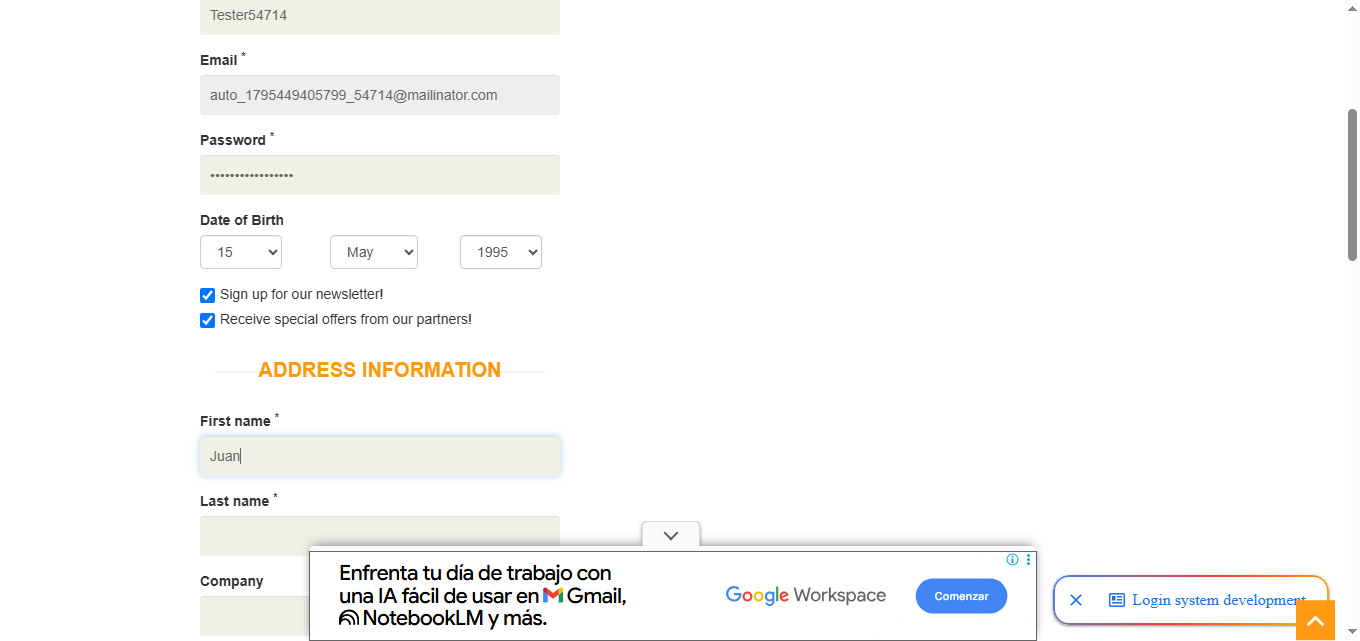 Tester54714
Email *
auto_1795449405799_54714@mailinator.com
Password *
•••••••••••••••••
Date of Birth
15 May 1995
Sign up for our newsletter!
Receive special offers from our partners!
ADDRESS INFORMATION
First name *
Juan
Last name *
Company
Enfrenta tu día de trabajo con
una IA fácil de usar en Gmail,
NotebookLM y más.
Google Workspace
Comenzar
Login system development